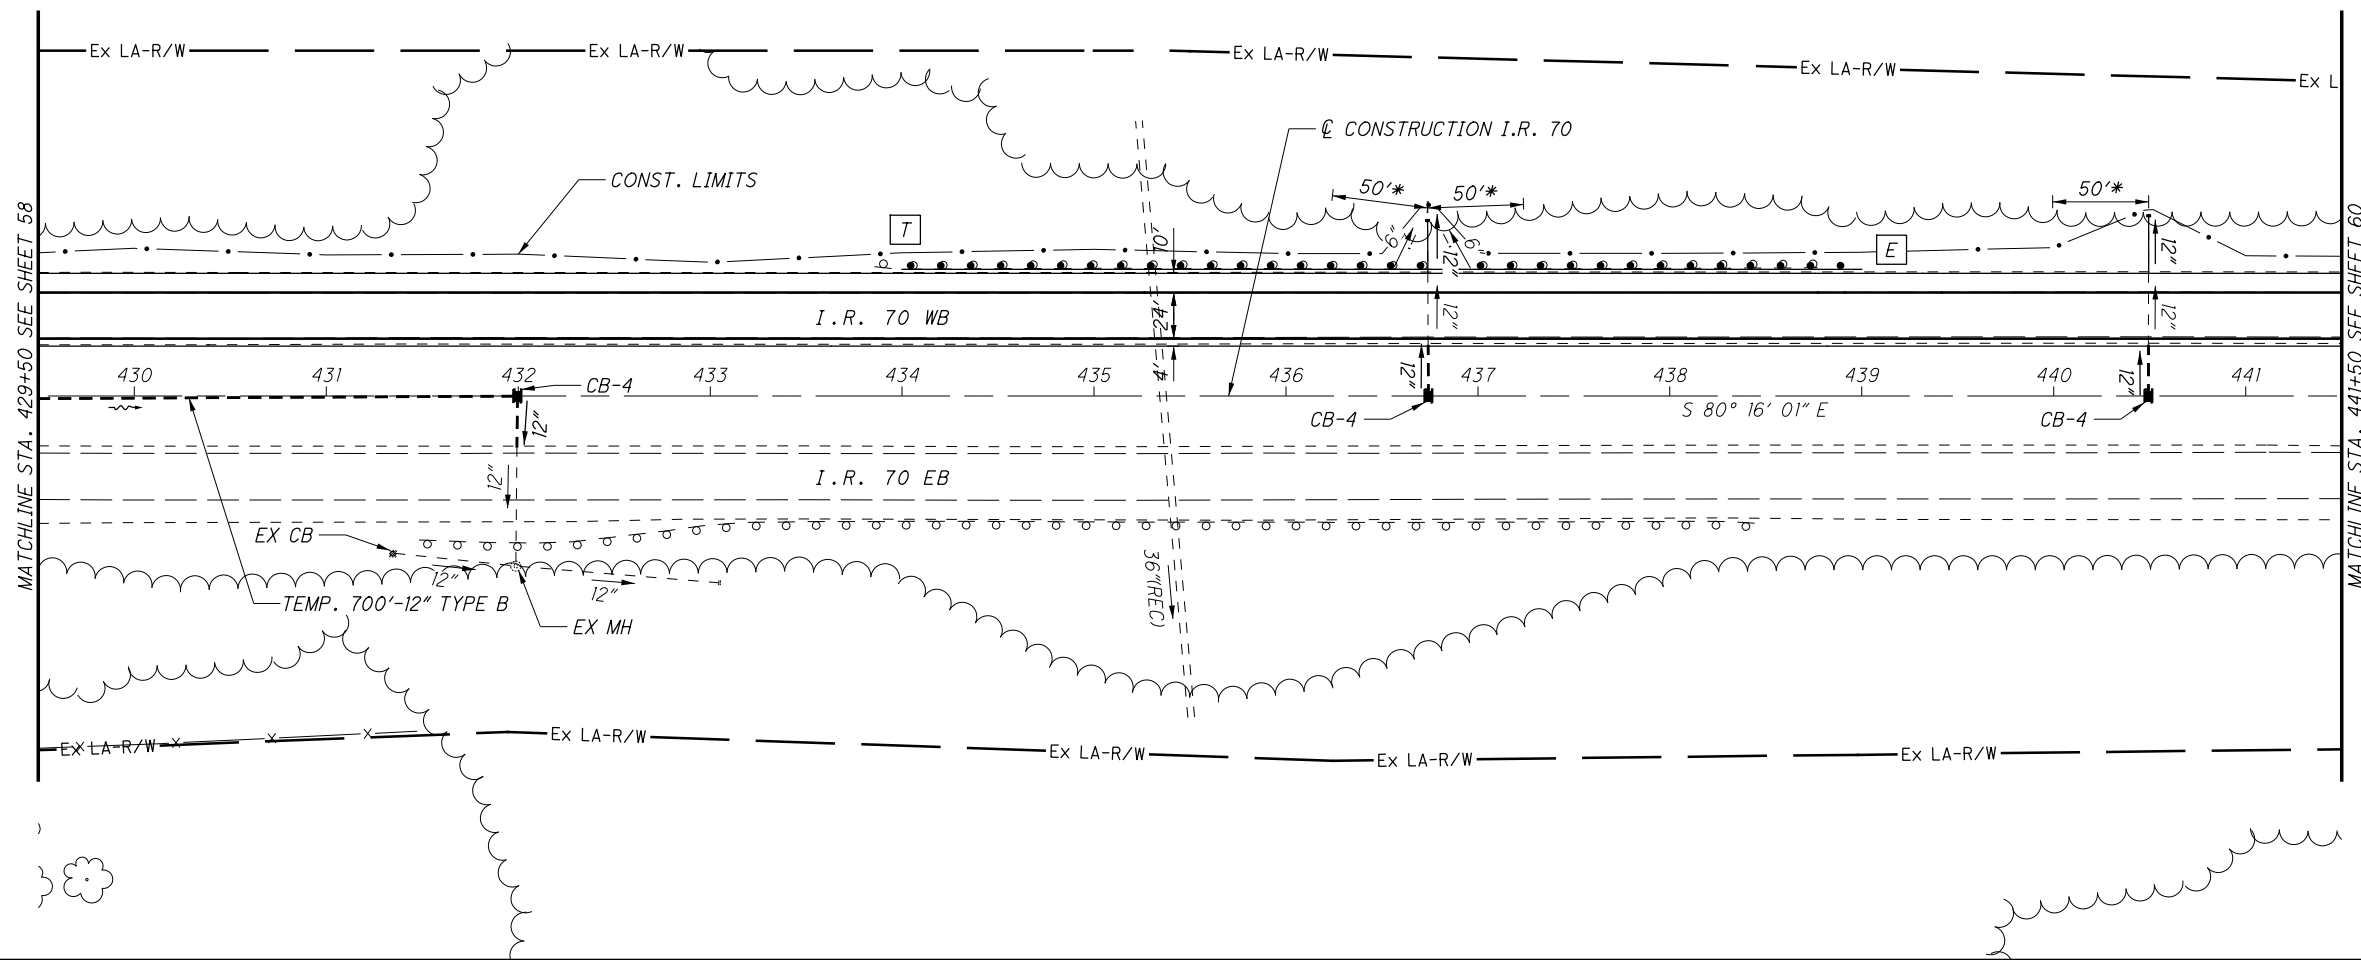 Ex LA-R/W
Ex LA-R/W
Ex LA-R/W
Ex LA-R/W
Ex L
℄ CONSTRUCTION I.R. 70
CONST. LIMITS
50'*
50'*
50'*
T
E
10'
6"
12"
6"
12"
I.R. 70 WB
24'
12"
12"
4'
12"
12"
430
431
432
433
434
435
436
437
438
439
440
441
CB-4
CB-4
CB-4
S 80° 16' 01" E
12"
12"
I.R. 70 EB
EX CB
12"
12"
36"(REC)
TEMP. 700'-12" TYPE B
EX MH
Ex LA-R/W
Ex LA-R/W
Ex LA-R/W
Ex LA-R/W
Ex LA-R/W
MATCHLINE STA. 429+50 SEE SHEET 58
MATCHLINE STA. 441+50 SEE SHEET 60